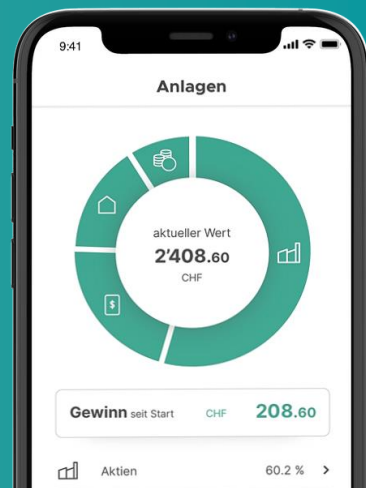 9:41
Anlagen
aktueller Wert
2'408.60
CHF
$
Gewinn seit Start CHF 208.60
Aktien 60.2 %